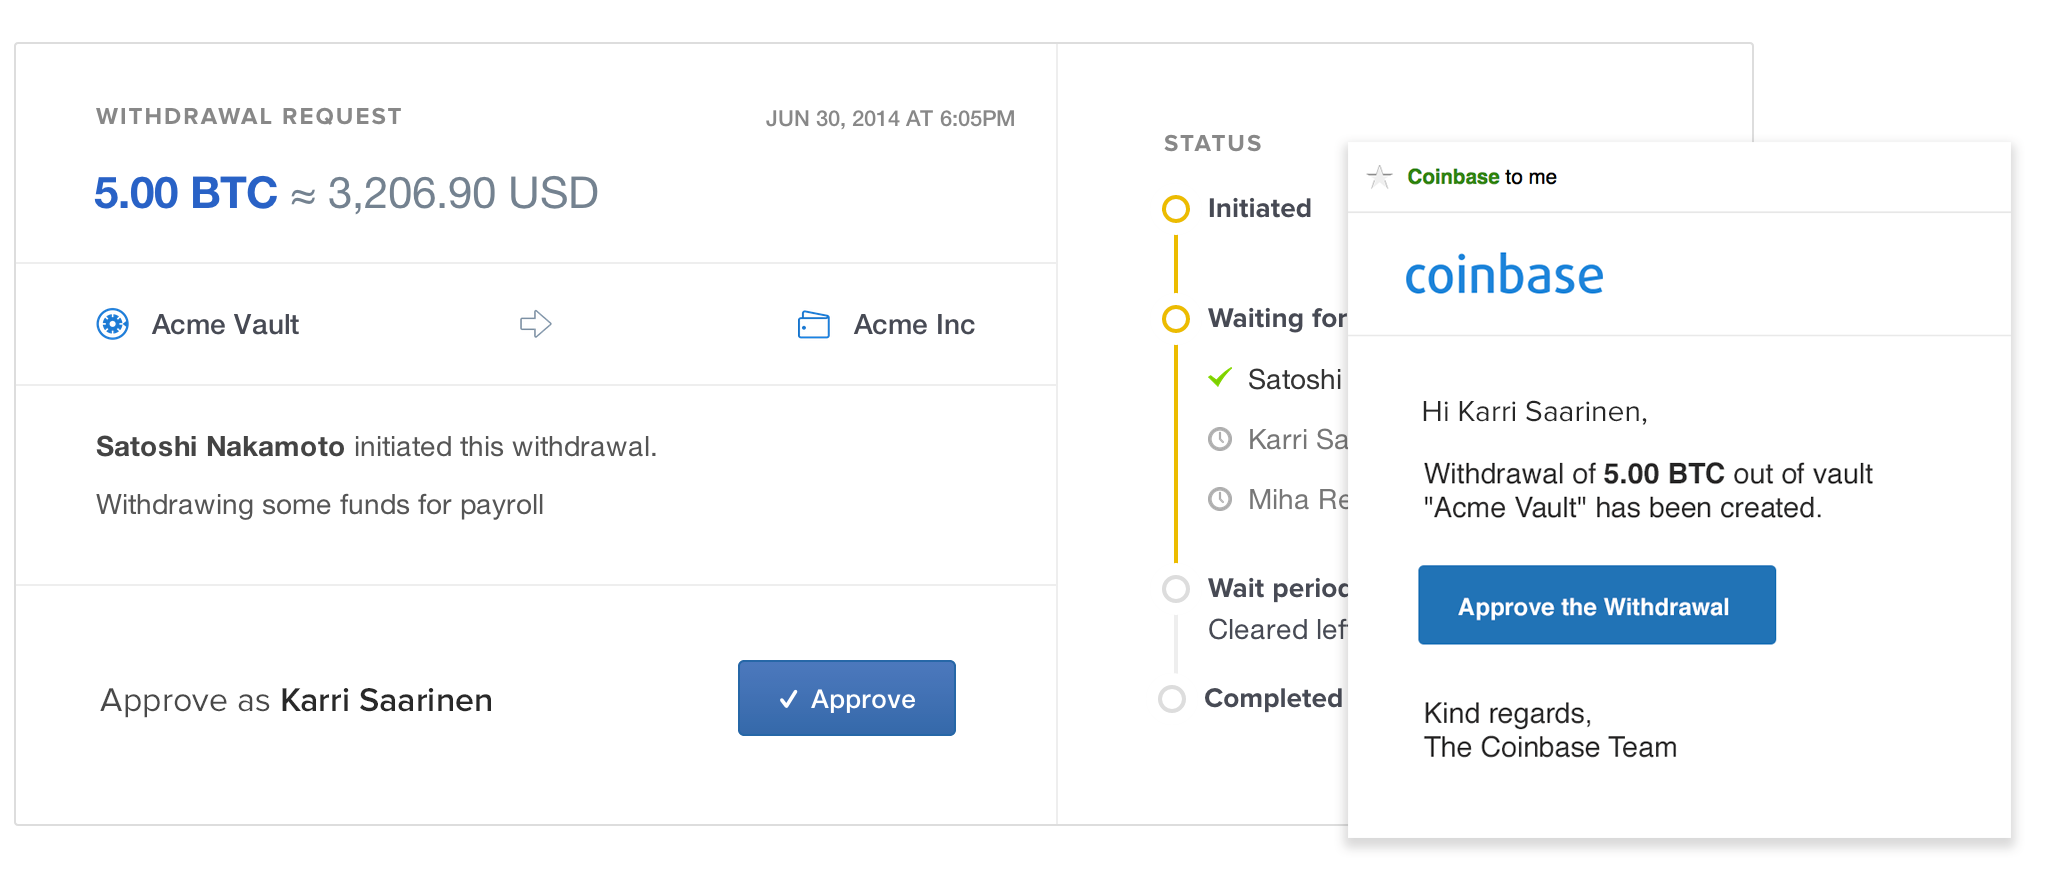 WITHDRAWAL REQUEST
JUN 30, 2014 AT 6:05PM
5.00 BTC ≈ 3,206.90 USD
Acme Vault
Acme Inc
Satoshi Nakamoto initiated this withdrawal.
Withdrawing some funds for payroll
Approve as Karri Saarinen
Approve
STATUS
Initiated
Waiting for
Satoshi
Karri Sa
Miha Re
Wait period
Cleared left
Completed
Coinbase to me
coinbase
Hi Karri Saarinen,
Withdrawal of 5.00 BTC out of vault
"Acme Vault" has been created.
Approve the Withdrawal
Kind regards,
The Coinbase Team